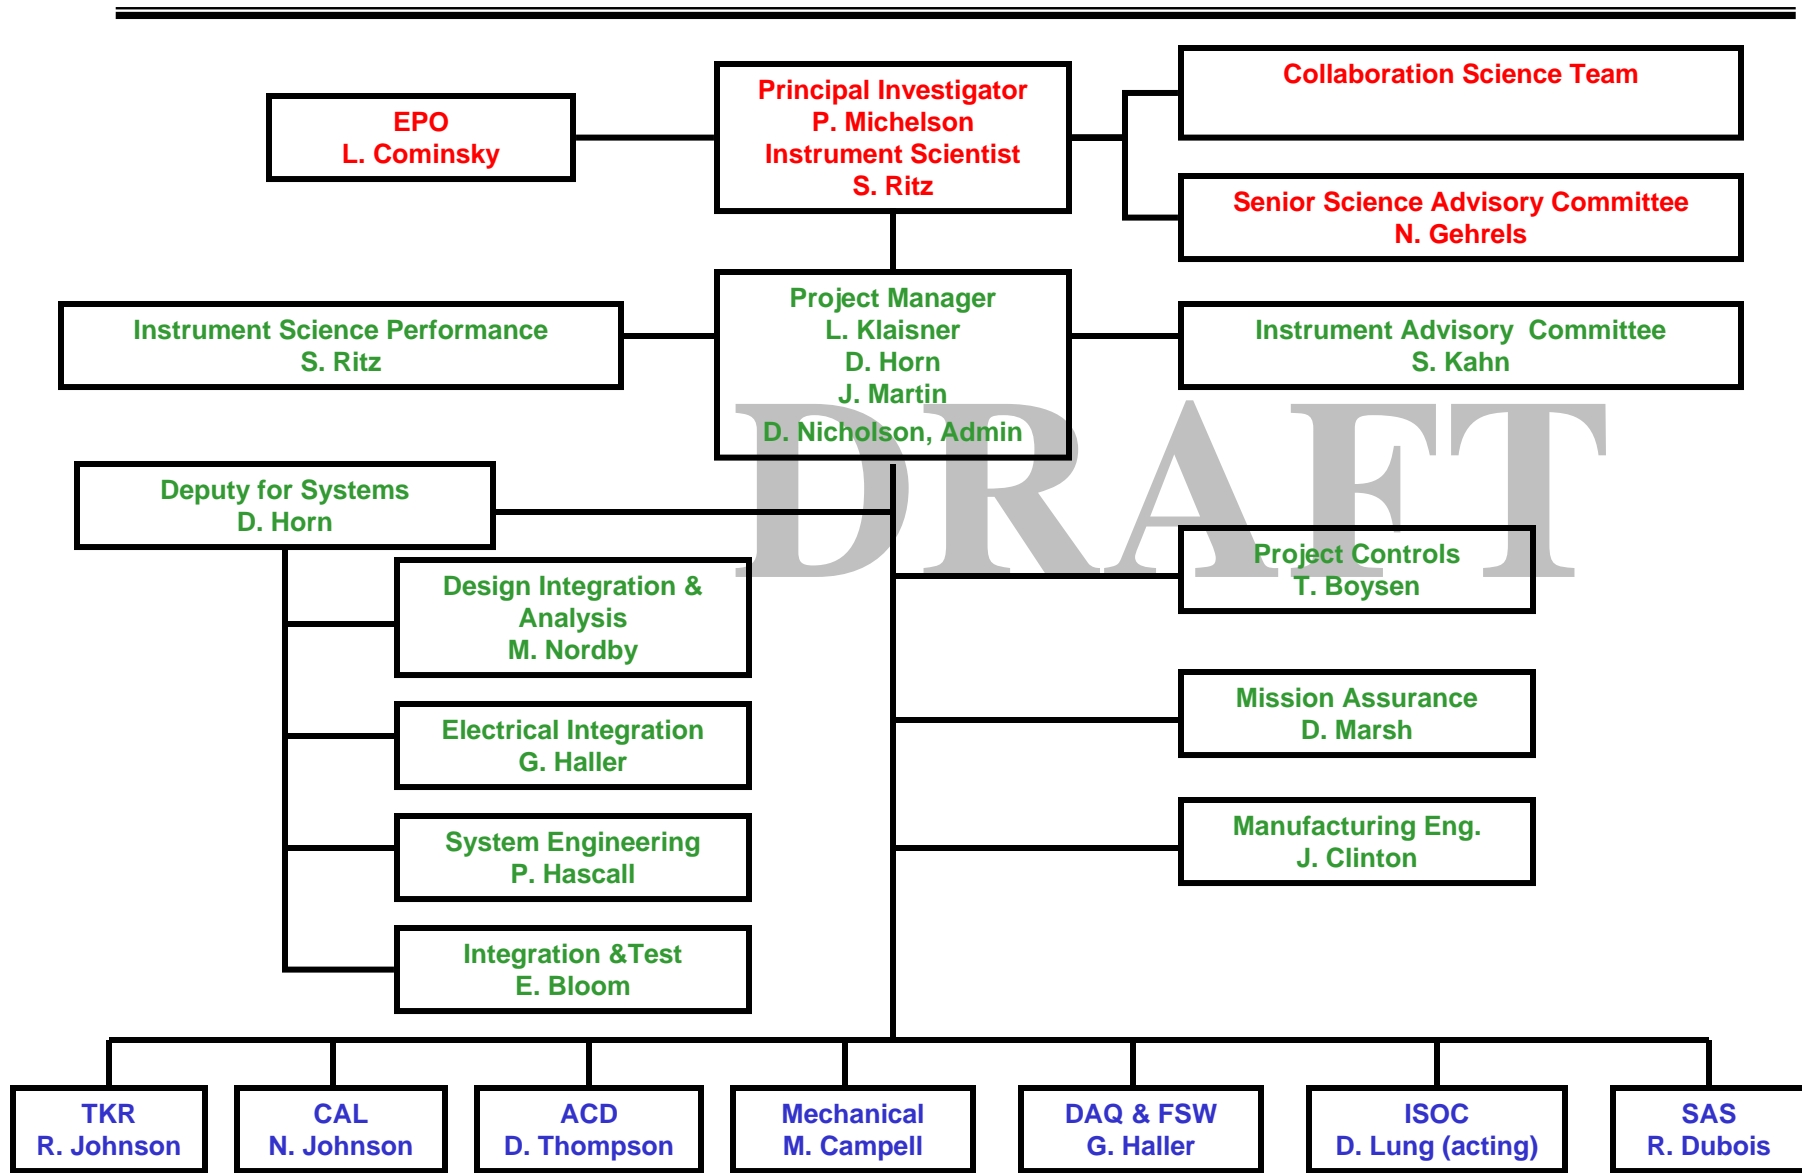 EPO
L. Cominsky
Principal Investigator
P. Michelson
Instrument Scientist
S. Ritz
Collaboration Science Team
Senior Science Advisory Committee
N. Gehrels
Instrument Science Performance
S. Ritz
Project Manager
L. Klaisner
D. Horn
J. Martin
D. Nicholson, Admin
Instrument Advisory  Committee
S. Kahn
DRAFT
Deputy for Systems
D. Horn
Design Integration &
Analysis
M. Nordby
Electrical Integration
G. Haller
System Engineering
P. Hascall
Integration &Test
E. Bloom
Project Controls
T. Boysen
Mission Assurance
D. Marsh
Manufacturing Eng.
J. Clinton
TKR
R. Johnson
CAL
N. Johnson
ACD
D. Thompson
Mechanical
M. Campell
DAQ & FSW
G. Haller
ISOC
D. Lung (acting)
SAS
R. Dubois